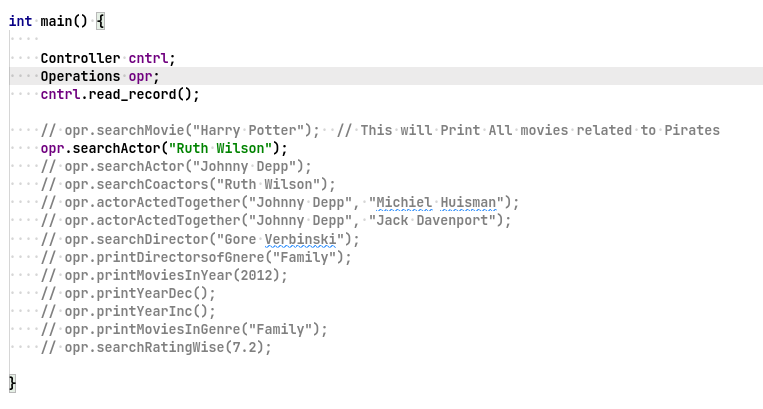 int main() {
Controller cntrl;
Operations opr;
cntrl.read_record();
// opr.searchMovie("Harry Potter");  // This will Print All movies related to Pirates
opr.searchActor("Ruth Wilson");
// opr.searchActor("Johnny Depp");
// opr.searchCoactors("Ruth Wilson");
// opr.actorActedTogether("Johnny Depp", "Michiel Huisman");
// opr.actorActedTogether("Johnny Depp", "Jack Davenport");
// opr.searchDirector("Gore Verbinski");
// opr.printDirectorsofGnere("Family");
// opr.printMoviesInYear(2012);
// opr.printYearDec();
// opr.printYearInc();
// opr.printMoviesInGenre("Family");
// opr.searchRatingWise(7.2);
}